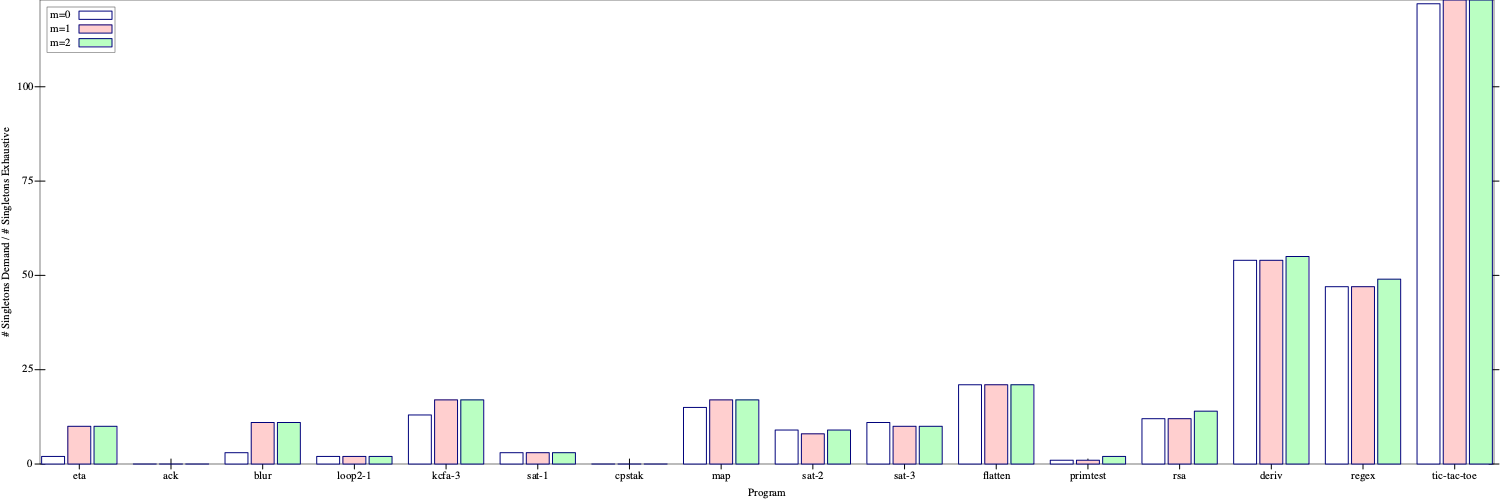 m=0
m=1
m=2
100
75
50
25
0
# Singletons Demand / # Singletons Exhaustive
eta ack blur loop2-1 kcfa-3 sat-1 cpstak map sat-2 sat-3 flatten primtest rsa deriv regex tic-tac-toe
Program